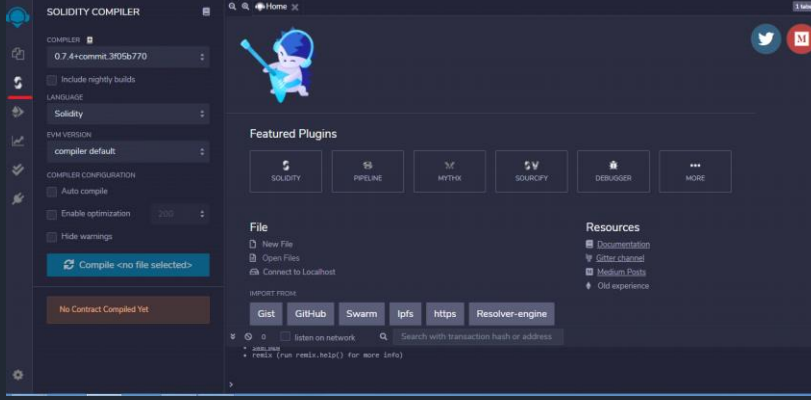 SOLIDITY COMPILER
COMPILER
0.7.4+commit.3f05b770
Include nightly builds
LANGUAGE
Solidity
EVM VERSION
compiler default
COMPILER CONFIGURATION
Auto compile
Enable optimization 200
Hide warnings
Compile <no file selected>
No Contract Compiled Yet
Home
M
Featured Plugins
SOLIDITY PIPELINE MYTHX SOURCIFY DEBUGGER MORE
File
New File
Open Files
Connect to Localhost
IMPORT FROM:
Gist GitHub Swarm Ipfs https Resolver-engine
Resources
Documentation
Gitter channel
Medium Posts
Old experience
0 listen on network Search with transaction hash or address
remix (run remix.help() for more info)
>